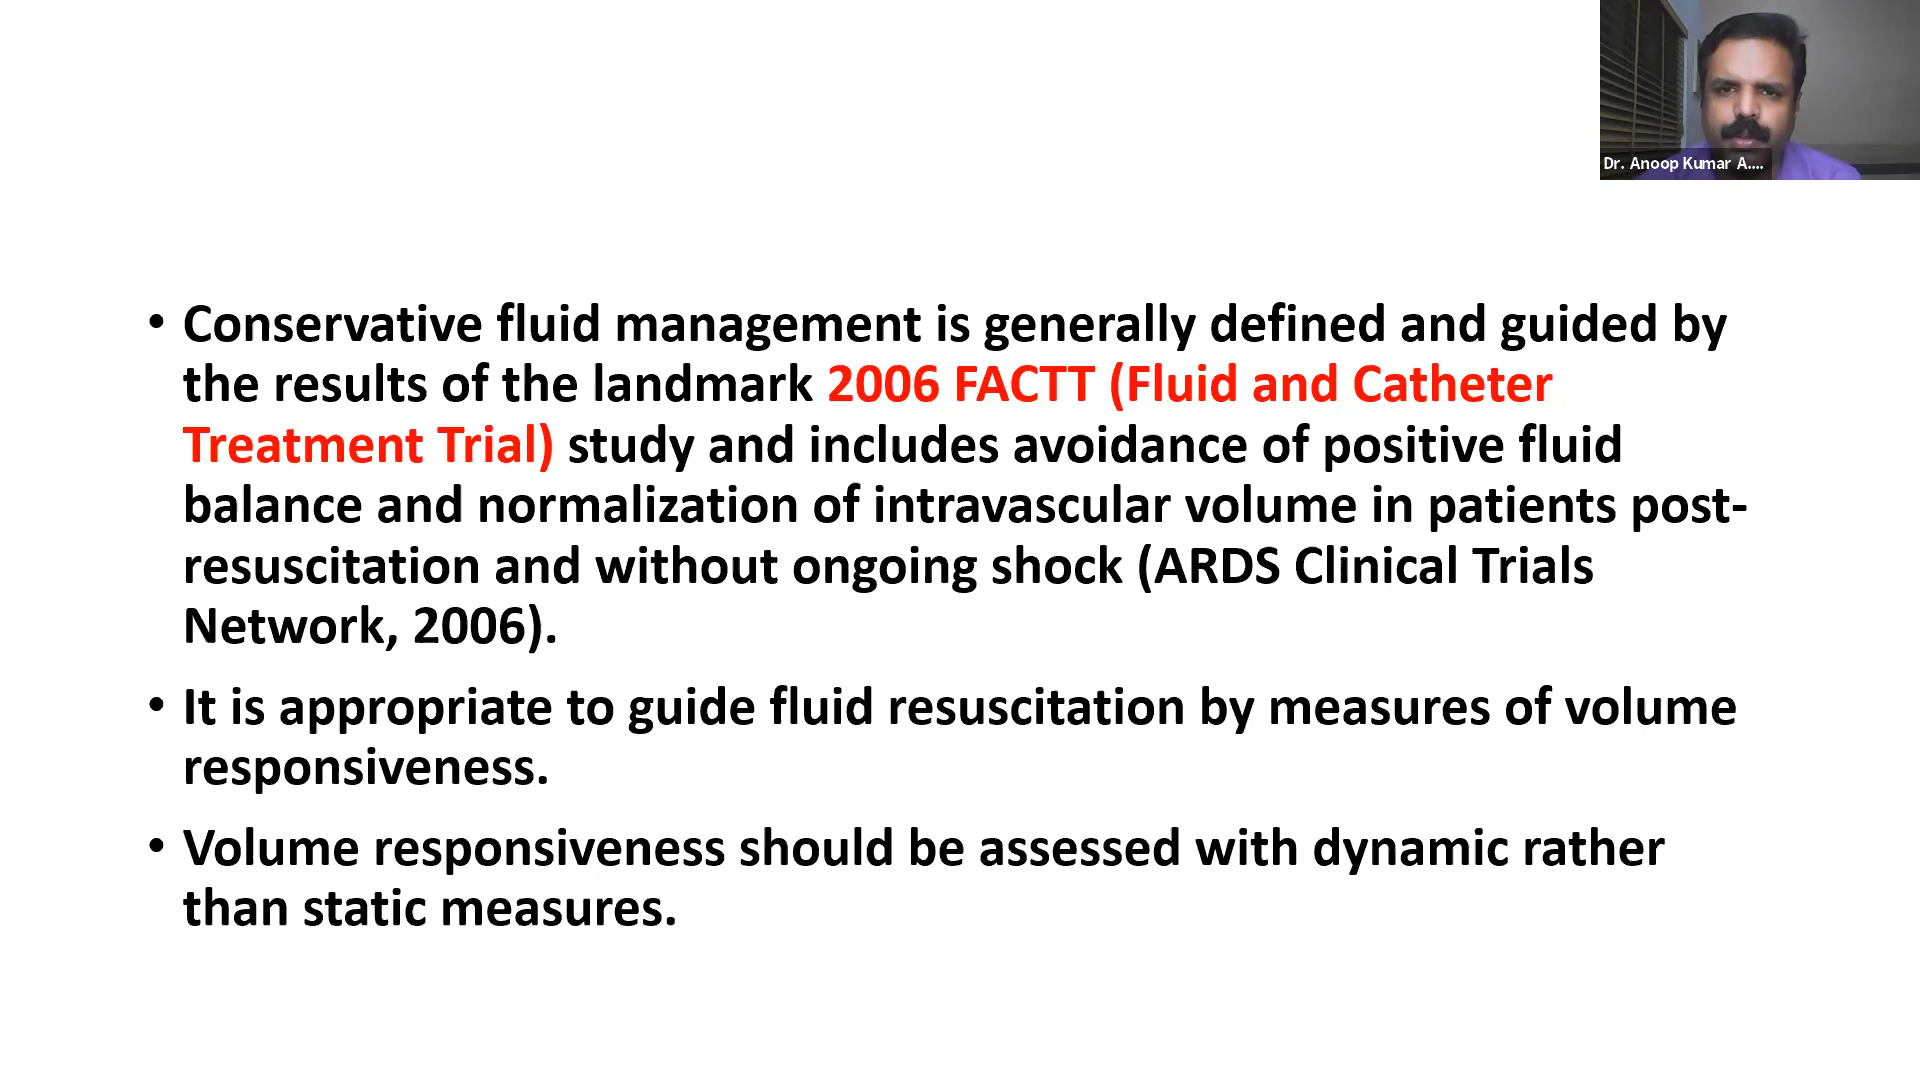 Dr. Anoop Kumar A....
• Conservative fluid management is generally defined and guided by
the results of the landmark 2006 FACTT (Fluid and Catheter
Treatment Trial) study and includes avoidance of positive fluid
balance and normalization of intravascular volume in patients post-
resuscitation and without ongoing shock (ARDS Clinical Trials
Network, 2006).
• It is appropriate to guide fluid resuscitation by measures of volume
responsiveness.
• Volume responsiveness should be assessed with dynamic rather
than static measures.